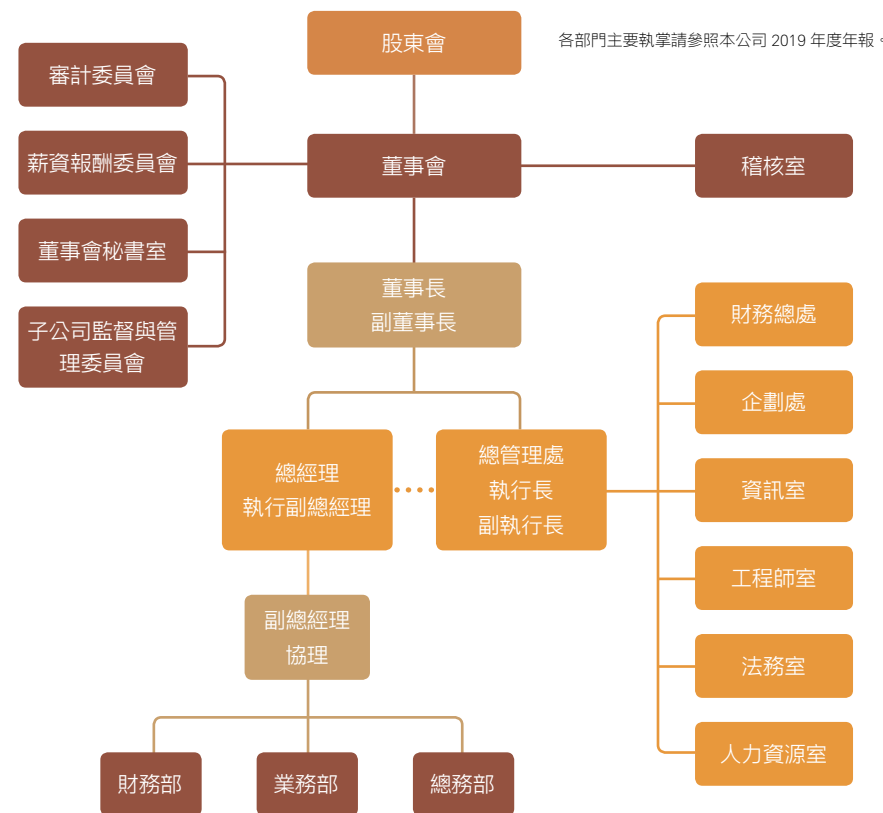 股東會
各部門主要執掌請參照本公司 2019 年度年報。
審計委員會
薪資報酬委員會
董事會
稽核室
董事會秘書室
子公司監督與管
理委員會
董事長
副董事長
財務總處
企劃處
總經理
執行副總經理
總管理處
執行長
副執行長
資訊室
工程師室
副總經理
協理
法務室
人力資源室
財務部
業務部
總務部